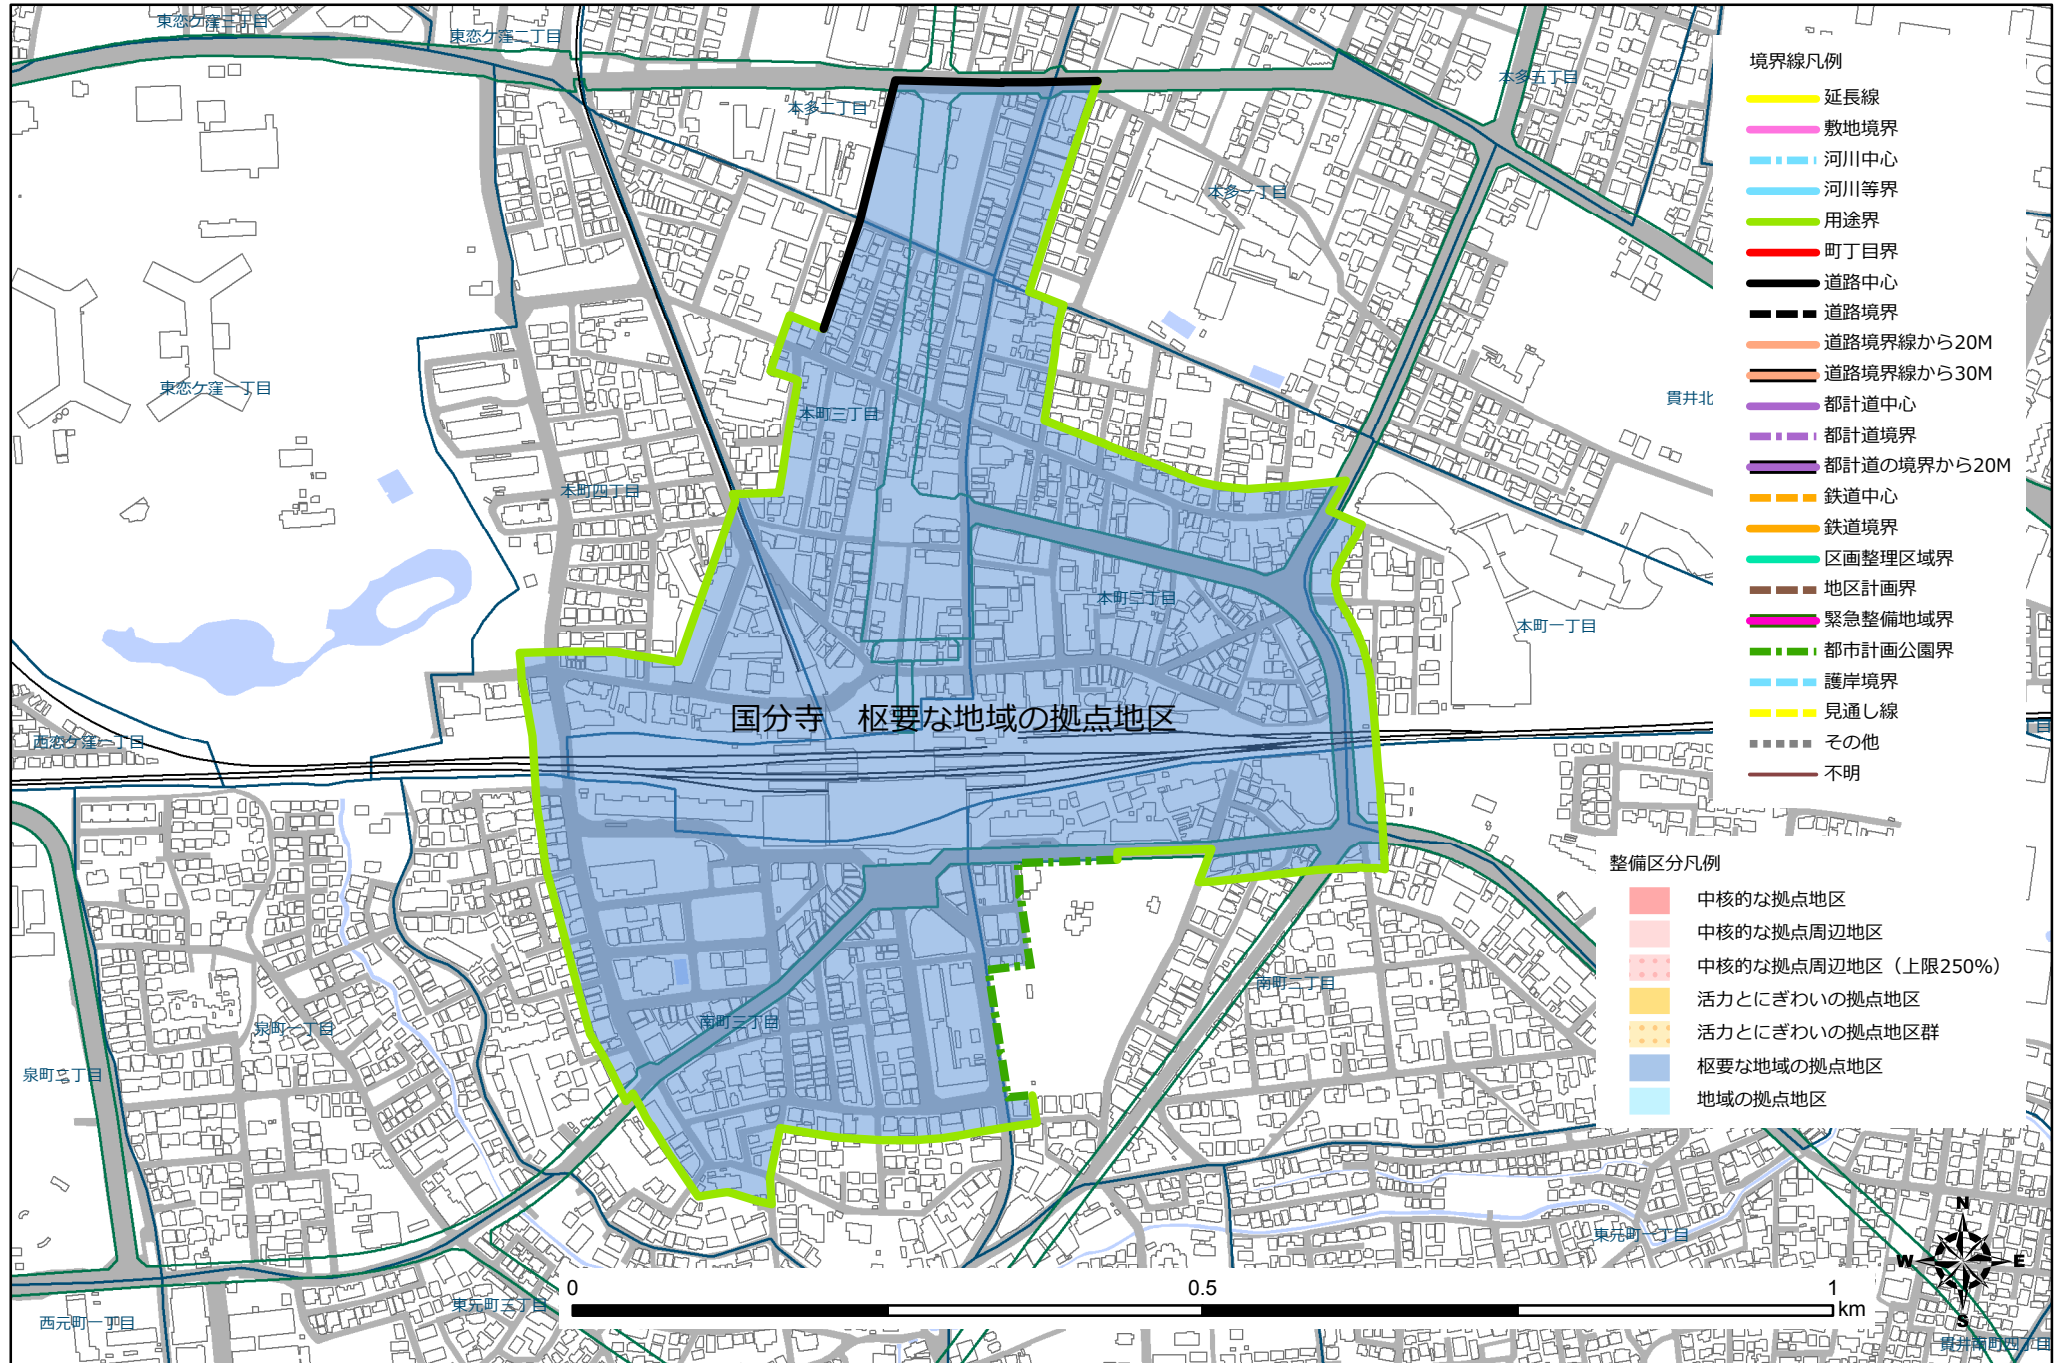 東恋ケ窪三丁目
東恋ケ窪二丁目
本多二丁目
本多五丁目
本多一丁目
東恋ケ窪一丁目
本町三丁目
貫井北
本町四丁目
本町二丁目
本町一丁目
西恋ケ窪一丁目
国分寺 枢要な地域の拠点地区
南町二丁目
南町三丁目
泉町一丁目
泉町二丁目
東元町一丁目
東元町三丁目
西元町一丁目
貫井南町四丁目
境界線凡例
延長線
敷地境界
河川中心
河川等界
用途界
町丁目界
道路中心
道路境界
道路境界線から20M
道路境界線から30M
都計道中心
都計道境界
都計道の境界から20M
鉄道中心
鉄道境界
区画整理区域界
地区計画界
緊急整備地域界
都市計画公園界
護岸境界
見通し線
その他
不明
整備区分凡例
中核的な拠点地区
中核的な拠点周辺地区
中核的な拠点周辺地区（上限250%）
活力とにぎわいの拠点地区
活力とにぎわいの拠点地区群
枢要な地域の拠点地区
地域の拠点地区
N
W E
S
0 0.5 1
km